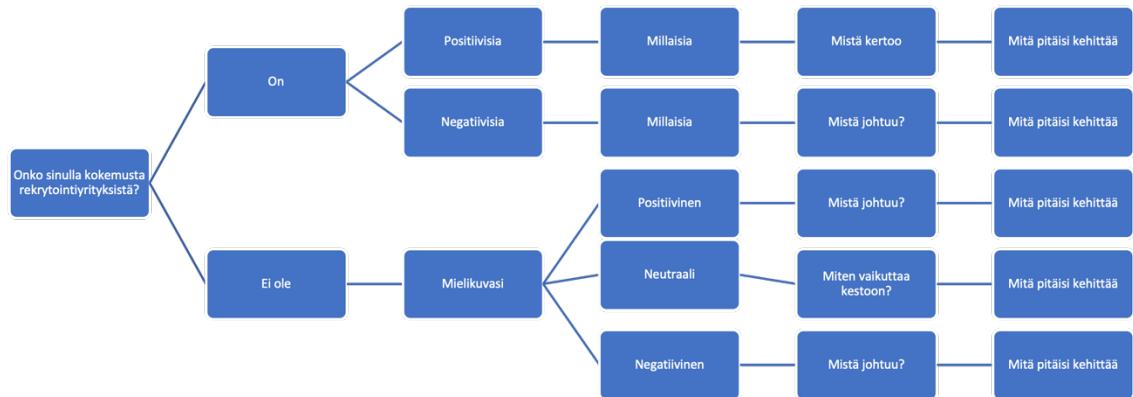 Positiivisia
Millaisia
Mistä kertoo
Mitä pitäisi kehittää
On
Negatiivisia
Millaisia
Mistä johtuu?
Mitä pitäisi kehittää
Onko sinulla kokemusta
rekrytointiyrityksistä?
Positiivinen
Mistä johtuu?
Mitä pitäisi kehittää
Ei ole
Mielikuvasi
Neutraali
Miten vaikuttaa
kestoon?
Mitä pitäisi kehittää
Negatiivinen
Mistä johtuu?
Mitä pitäisi kehittää